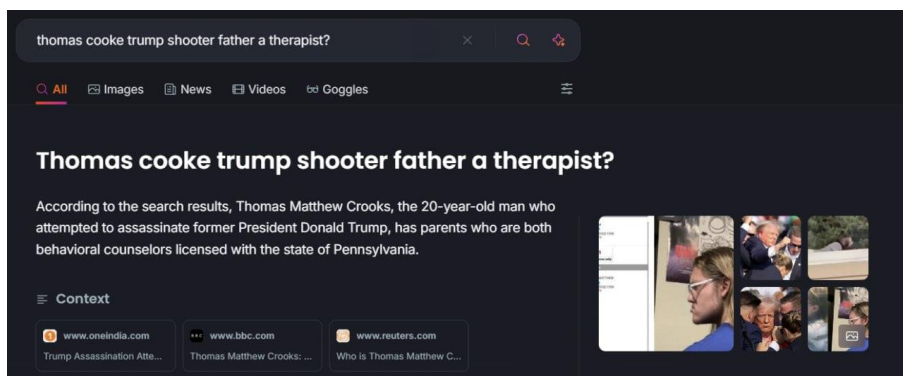 thomas cooke trump shooter father a therapist?
All Images News Videos Goggles
Thomas cooke trump shooter father a therapist?
According to the search results, Thomas Matthew Crooks, the 20-year-old man who
attempted to assassinate former President Donald Trump, has parents who are both
behavioral counselors licensed with the state of Pennsylvania.
Context
www.oneindia.com
Trump Assassination Atte...
BBC www.bbc.com
Thomas Matthew Crooks: ...
www.reuters.com
Who is Thomas Matthew C...